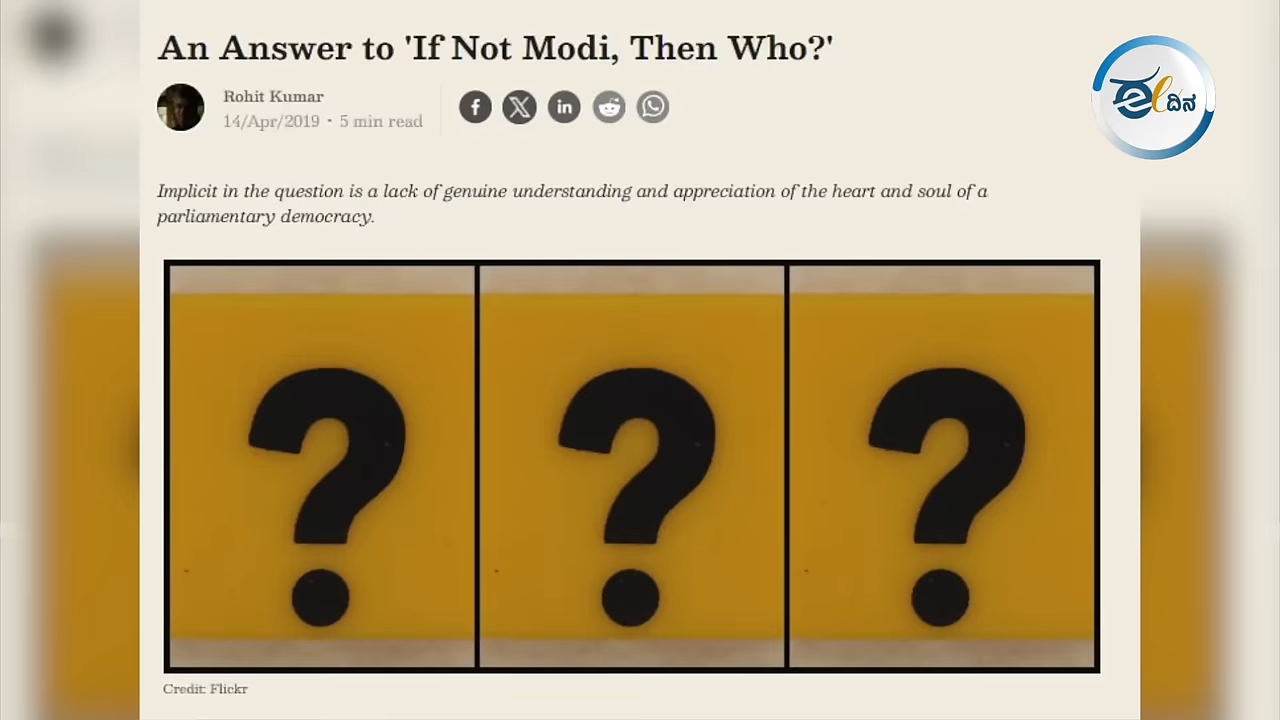 An Answer to 'If Not Modi, Then Who?'
Rohit Kumar
14/Apr/2019 • 5 min read
ಈ ದಿನ
Implicit in the question is a lack of genuine understanding and appreciation of the heart and soul of a
parliamentary democracy.
? ? ?
Credit: Flickr